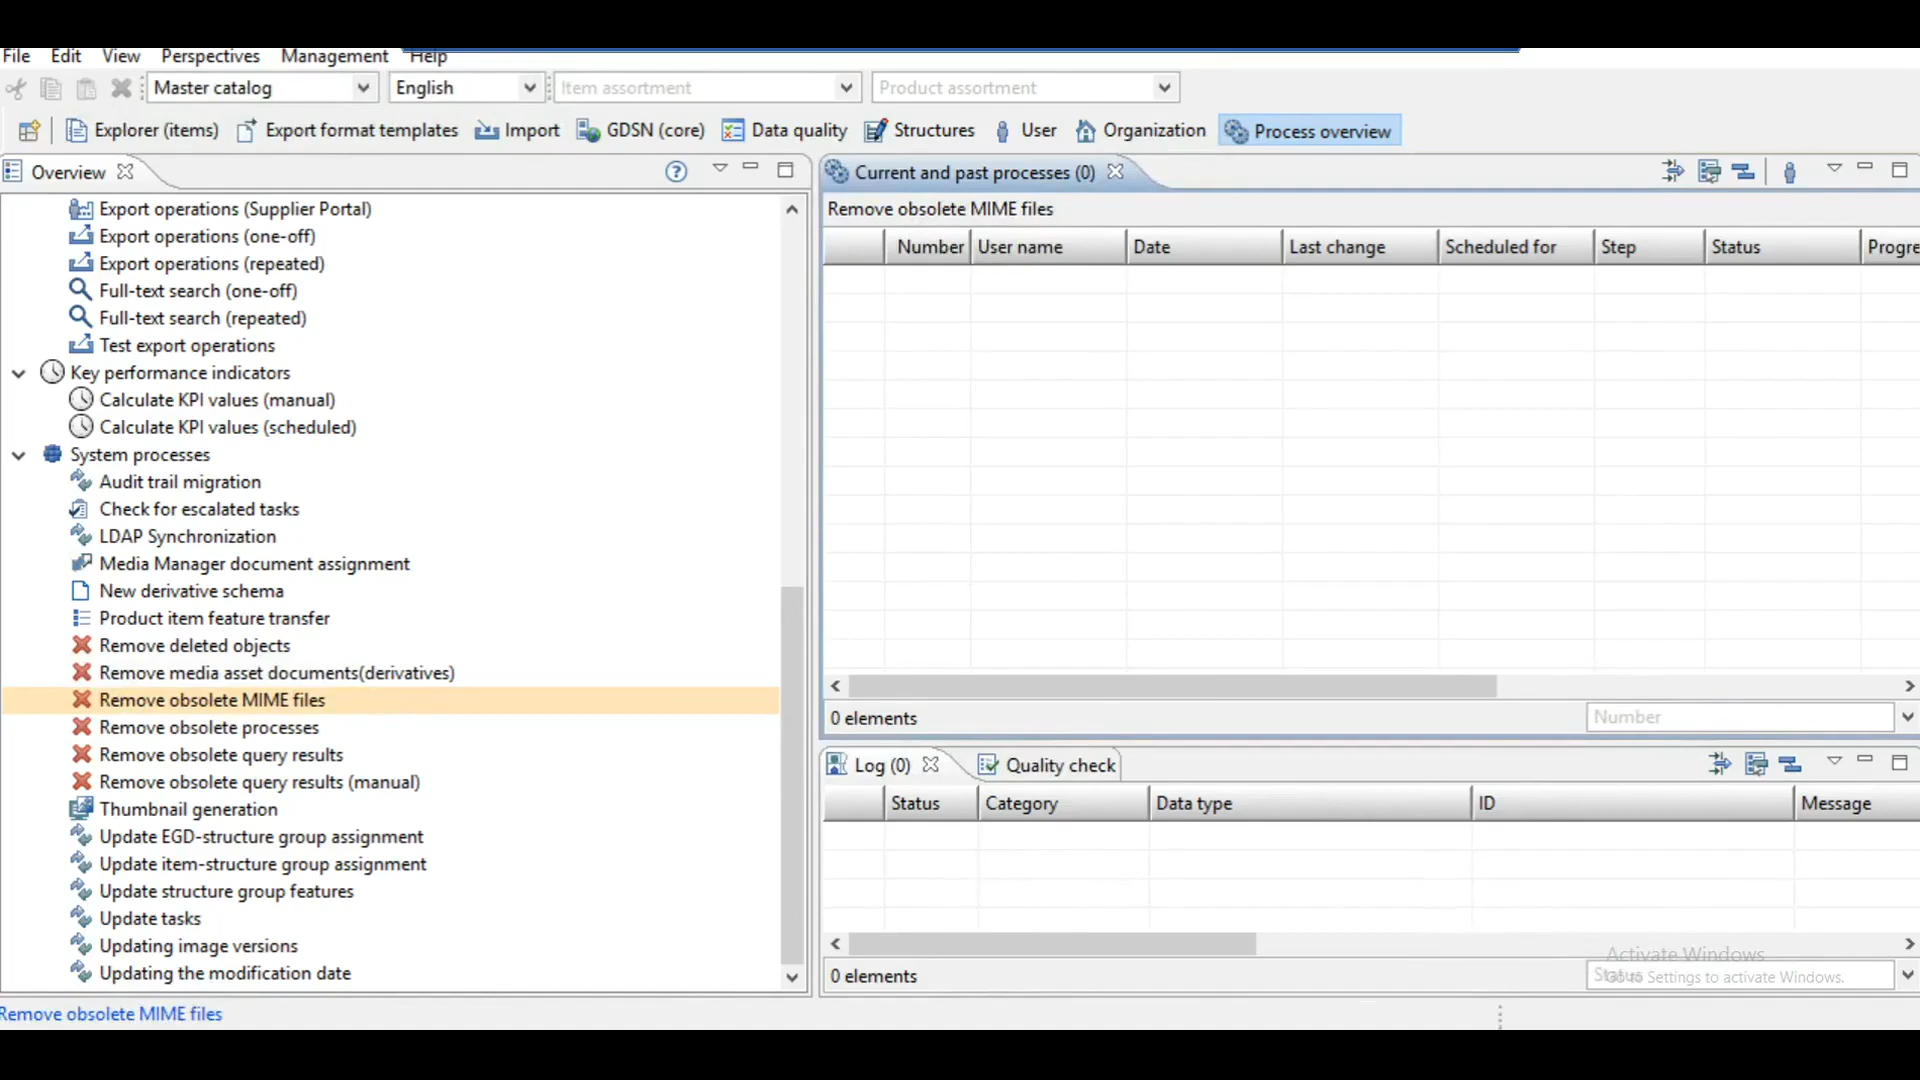 File Edit View Perspectives Management Help
Master catalog English Item assortment Product assortment
Explorer (items) Export format templates Import GDSN (core) Data quality Structures User Organization Process overview
Overview
Export operations (Supplier Portal)
Export operations (one-off)
Export operations (repeated)
Full-text search (one-off)
Full-text search (repeated)
Test export operations
Key performance indicators
Calculate KPI values (manual)
Calculate KPI values (scheduled)
System processes
Audit trail migration
Check for escalated tasks
LDAP Synchronization
Media Manager document assignment
New derivative schema
Product item feature transfer
Remove deleted objects
Remove media asset documents(derivatives)
Remove obsolete MIME files
Remove obsolete processes
Remove obsolete query results
Remove obsolete query results (manual)
Thumbnail generation
Update EGD-structure group assignment
Update item-structure group assignment
Update structure group features
Update tasks
Updating image versions
Updating the modification date
Current and past processes (0)
Remove obsolete MIME files
Number User name Date Last change Scheduled for Step Status Progre
0 elements Number
Log (0) Quality check
Status Category Data type ID Message
Activate Windows
0 elements Status Go to Settings to activate Windows.
Remove obsolete MIME files